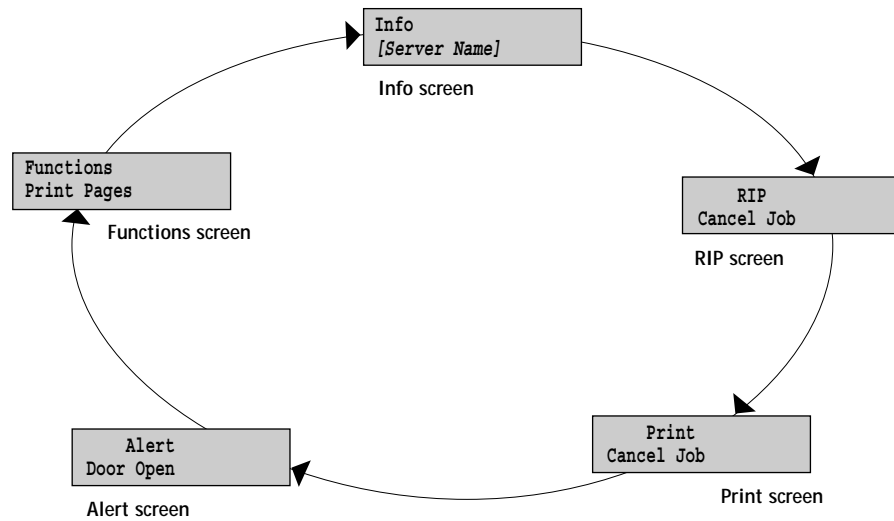 Info
[Server Name]
Info screen
Functions
Print Pages
Functions screen
RIP
Cancel Job
RIP screen
Print
Cancel Job
Print screen
Alert
Door Open
Alert screen